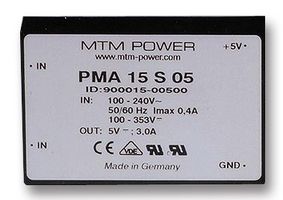 MTM POWER
www.mtm-power.com
+5V
IN
PMA 15 S 05
ID:900015-00500
IN: 100 - 240V~
50/60 Hz Imax 0,4A
100 - 353V⎓
OUT: 5V ⎓ 3,0A
VDE
IN
Made in Germany
GND